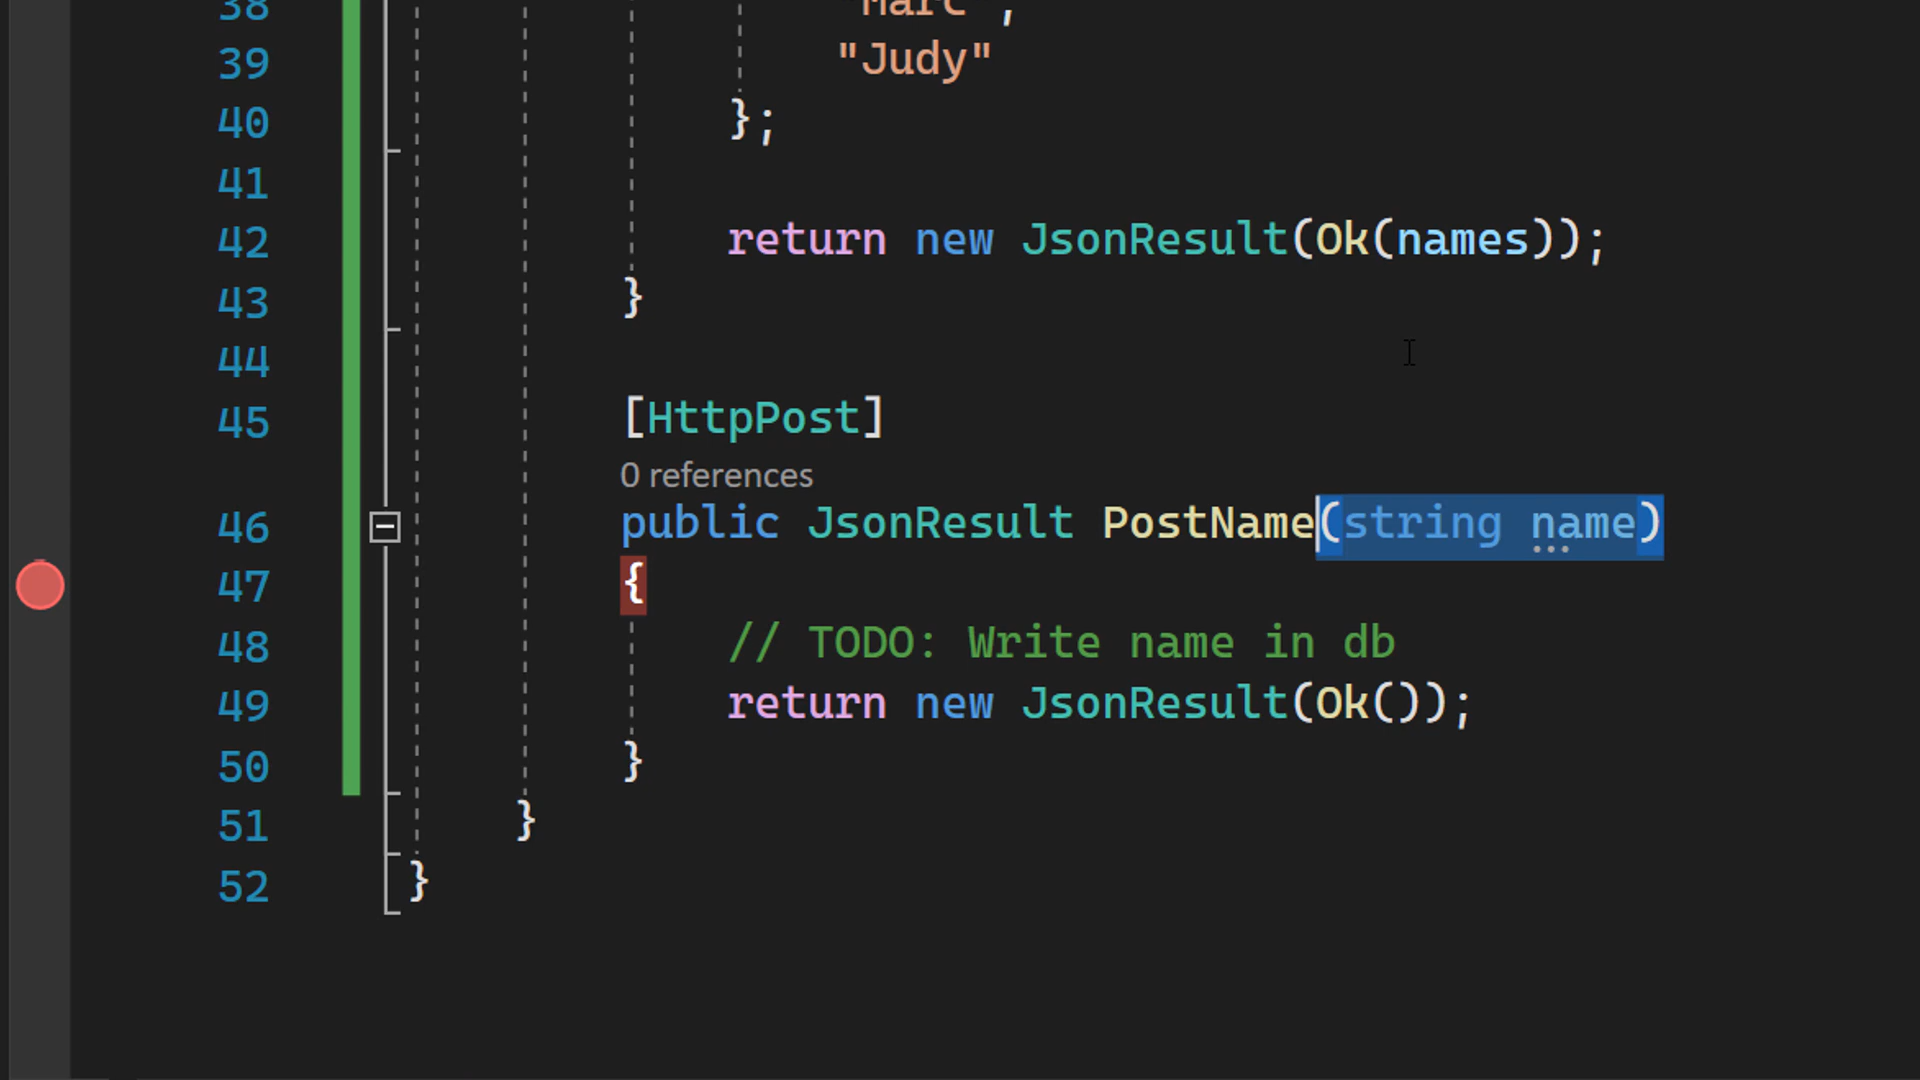 38 "Marc",
39 "Judy"
40 };
41
42 return new JsonResult(Ok(names));
43 }
44
45 [HttpPost]
0 references
46 public JsonResult PostName(string name)
47 {
48 // TODO: Write name in db
49 return new JsonResult(Ok());
50 }
51 }
52 }